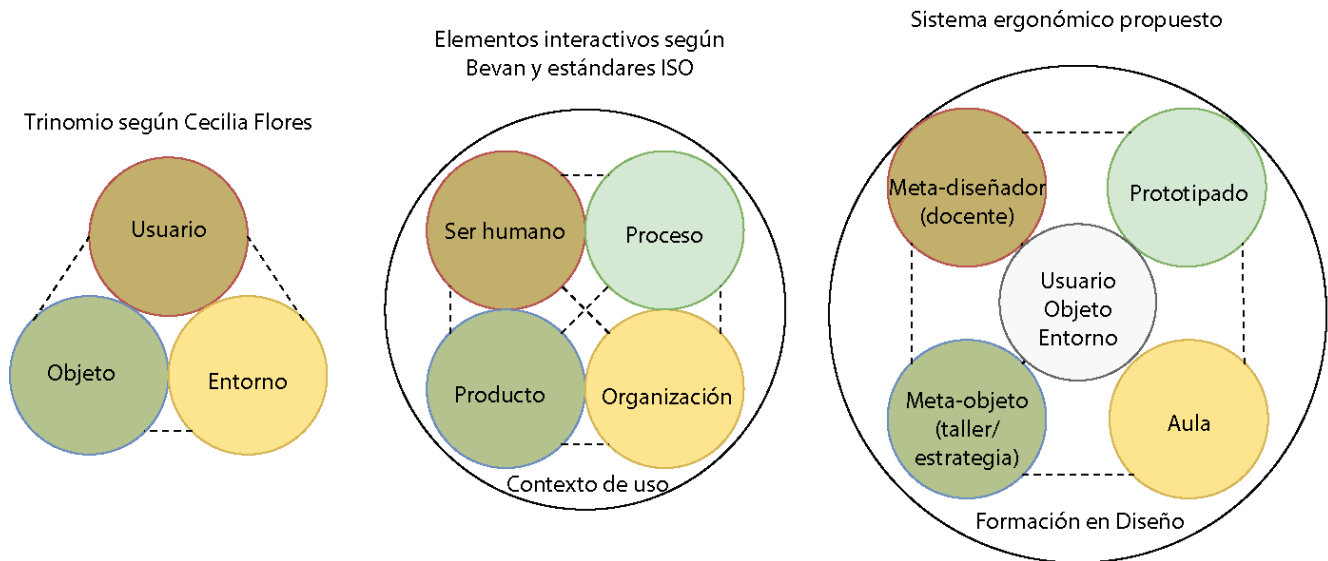 Trinomio según Cecilia Flores
Usuario
Objeto
Entorno
Elementos interactivos según
Bevan y estándares ISO
Ser humano
Proceso
Producto
Organización
Contexto de uso
Sistema ergonómico propuesto
Meta-diseñador
(docente)
Prototipado
Usuario
Objeto
Entorno
Meta-objeto
(taller/
estrategia)
Aula
Formación en Diseño